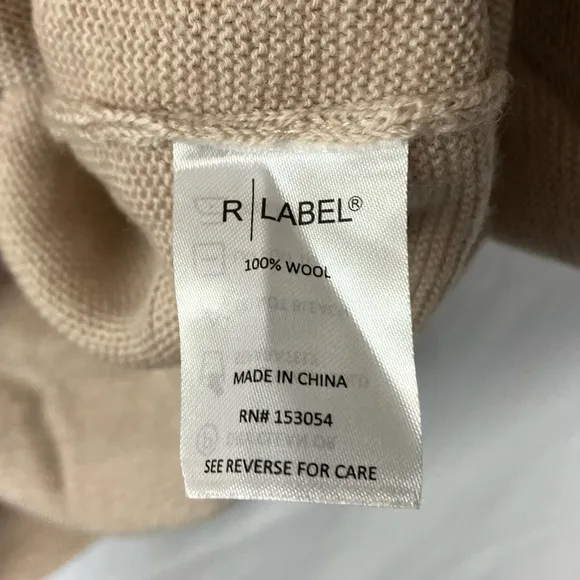 R | LABEL®
100% WOOL
MADE IN CHINA
RN# 153054
SEE REVERSE FOR CARE